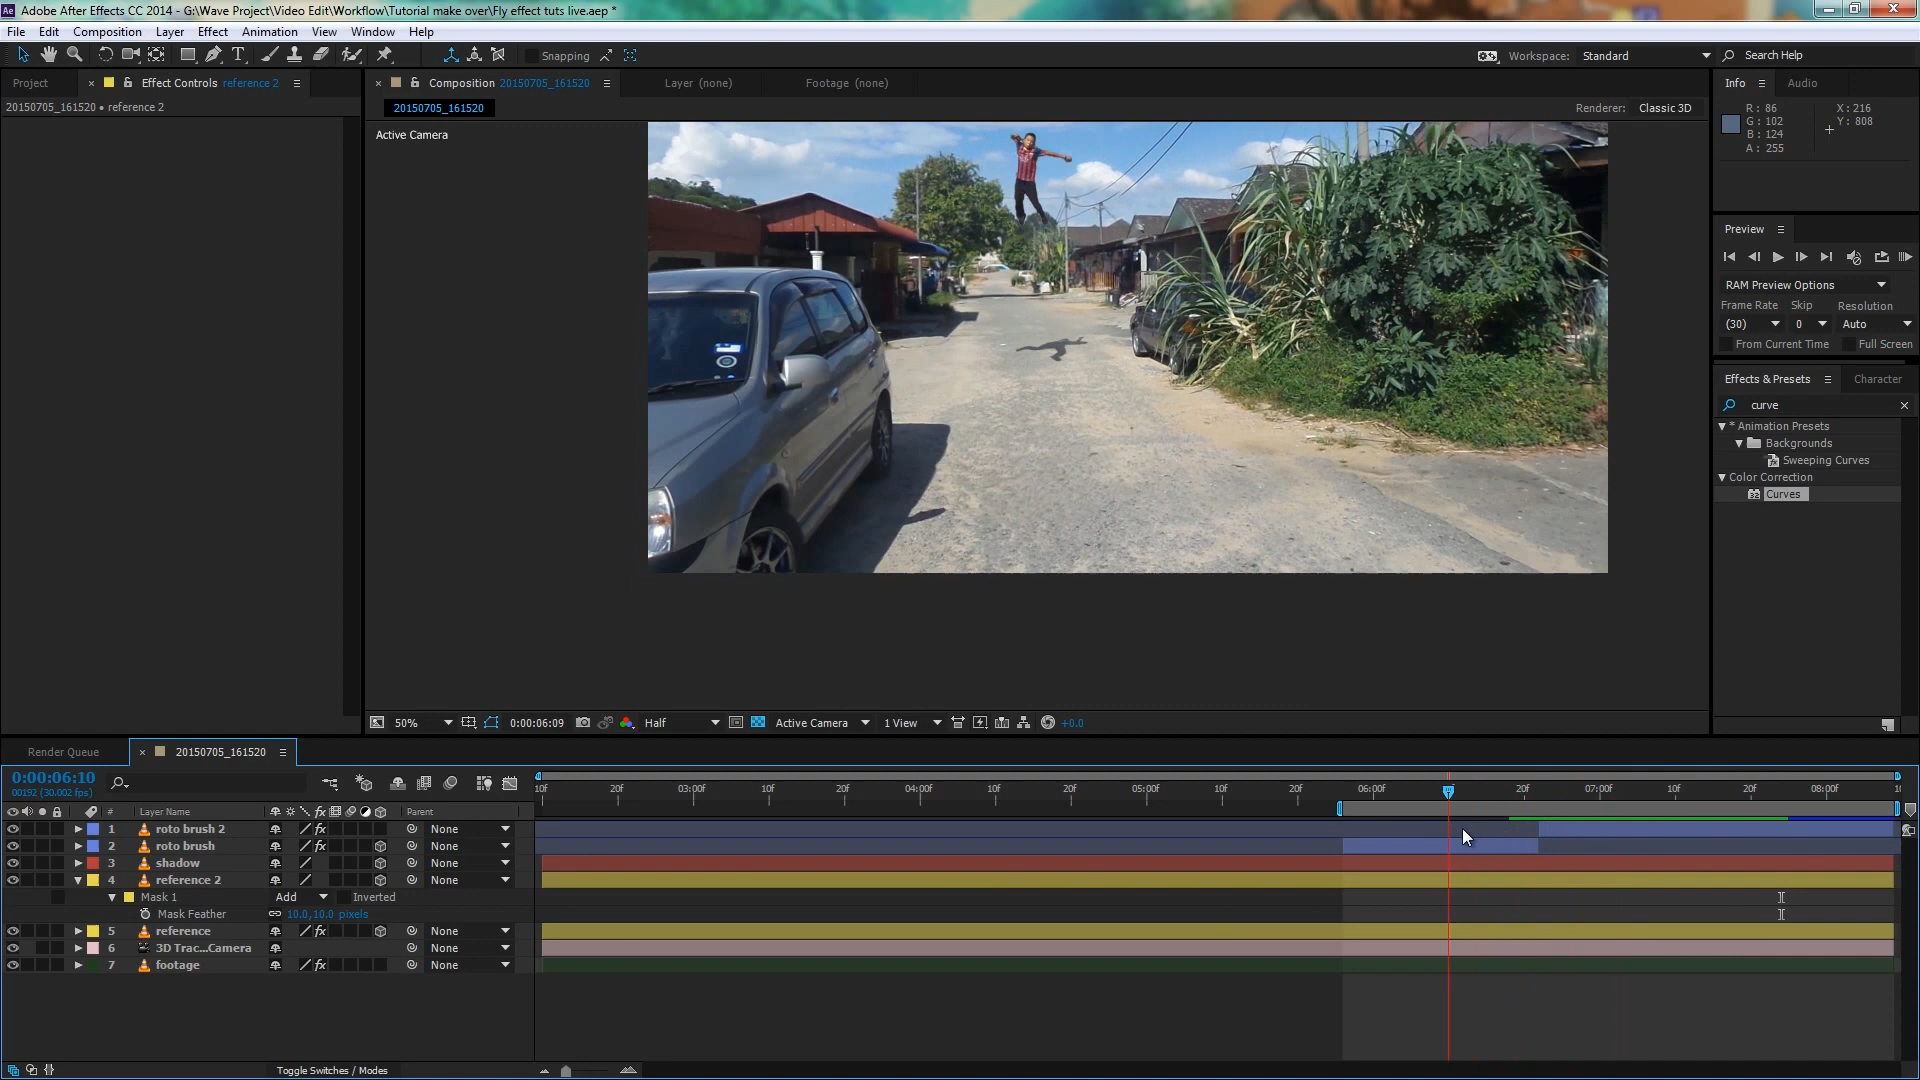 Adobe After Effects CC 2014 - G:\Wave Project\Video Edit\Workflow\Tutorial make over\Fly effect tuts live.aep *
File Edit Composition Layer Effect Animation View Window Help
Snapping
Workspace: Standard
Search Help
Project
Effect Controls reference 2
Composition 20150705_161520
Layer (none)
Footage (none)
Info
Audio
20150705_161520 • reference 2
20150705_161520
Renderer: Classic 3D
R: 86
G: 102
B: 124
A: 255
X: 216
Y: 808
Active Camera
Preview
RAM Preview Options
Frame Rate Skip Resolution
(30) 0 Auto
From Current Time Full Screen
Effects & Presets
Character
curve
* Animation Presets
Backgrounds
Sweeping Curves
Color Correction
32 Curves
50% 0:00:06:09 Half Active Camera 1 View +0.0
Render Queue
20150705_161520
0:00:06:10
00192 (30.002 fps)
10f 20f 03:00f 10f 20f 04:00f 10f 20f 05:00f 10f 20f 06:00f 20f 07:00f 10f 20f 08:00f
# Layer Name fx Parent
1 roto brush 2 fx None
2 roto brush fx None
3 shadow None
4 reference 2 None
Mask 1 Add Inverted
Mask Feather 10.0,10.0 pixels
5 reference fx None
6 3D Trac...Camera None
7 footage fx None
Toggle Switches / Modes